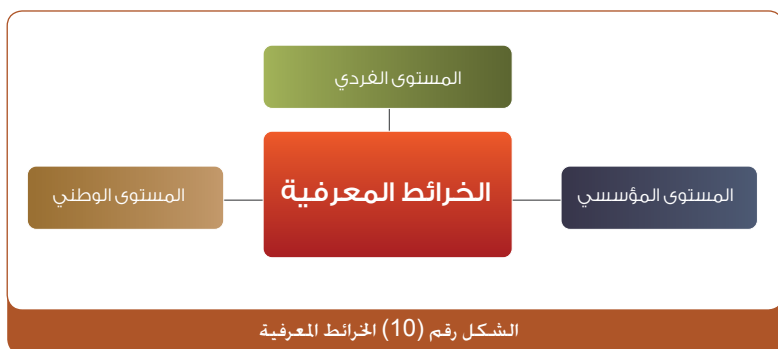 المستوى الفردي
المستوى المؤسسي
الخرائط المعرفية
المستوى الوطني
الشكل رقم (10) الخرائط المعرفية